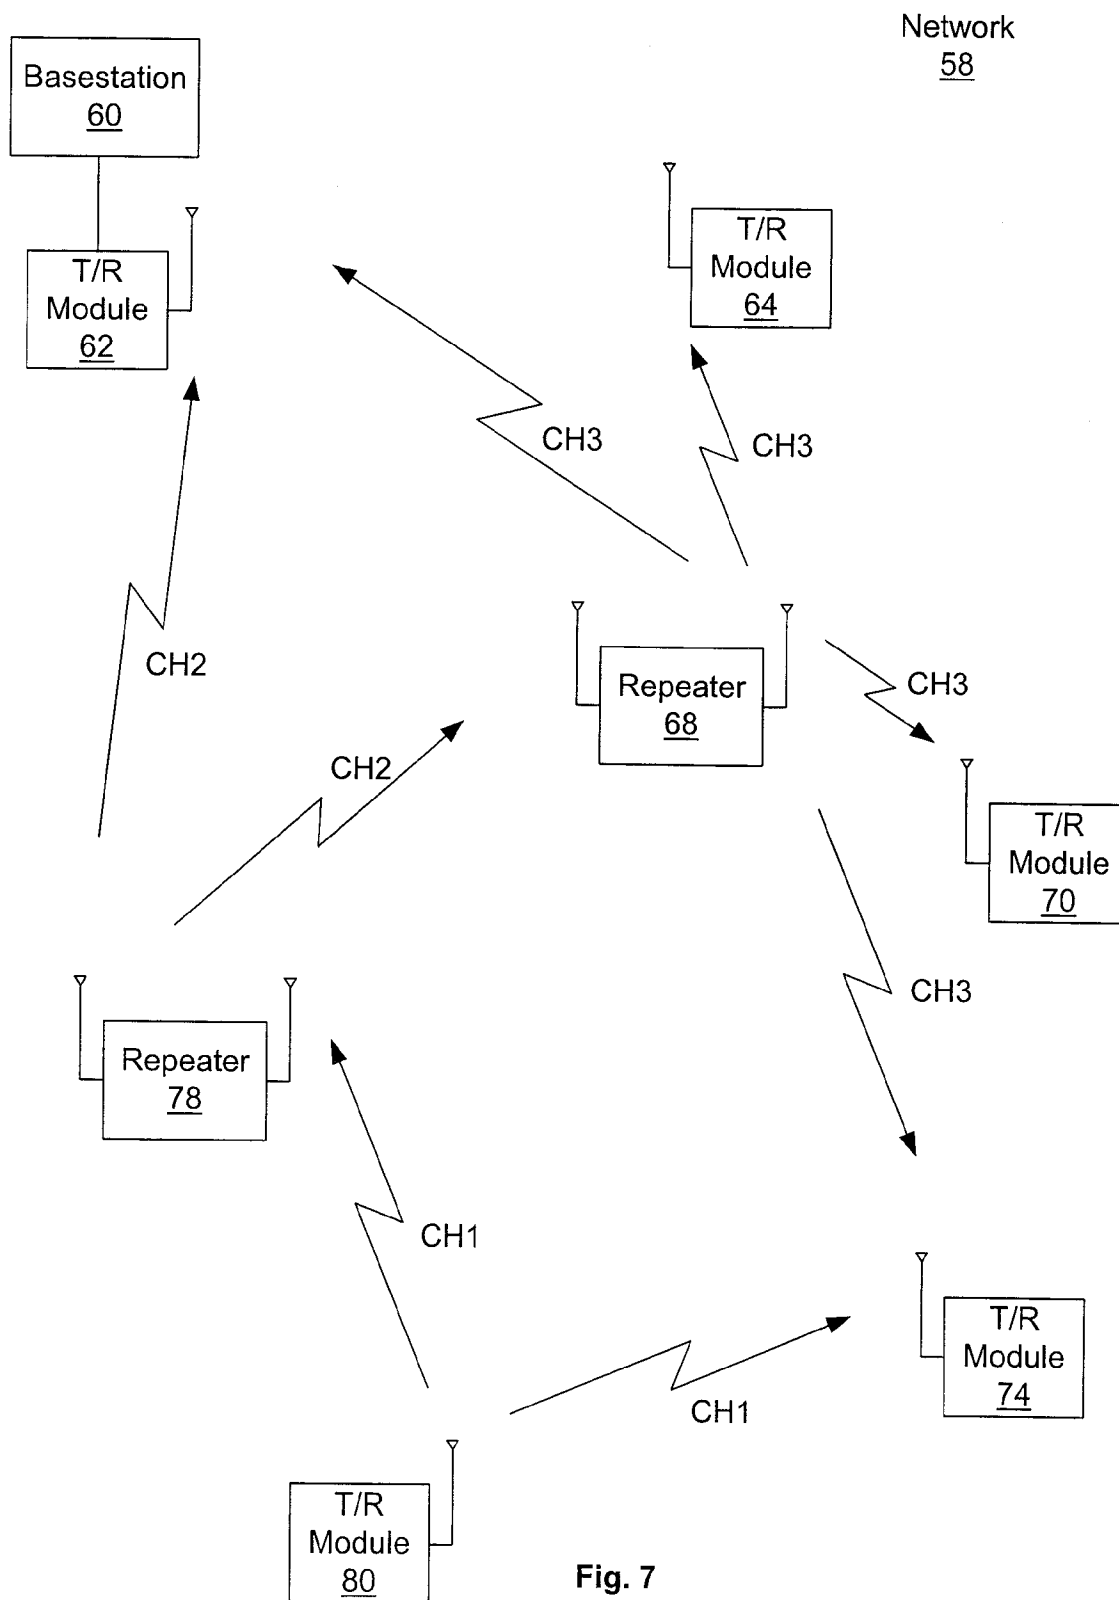 Network
58
Basestation
60
T/R
Module
62
T/R
Module
64
CH3
CH3
CH2
Repeater
68
CH3
CH2
T/R
Module
70
CH3
Repeater
78
CH1
T/R
Module
74
CH1
T/R
Module
80
Fig. 7